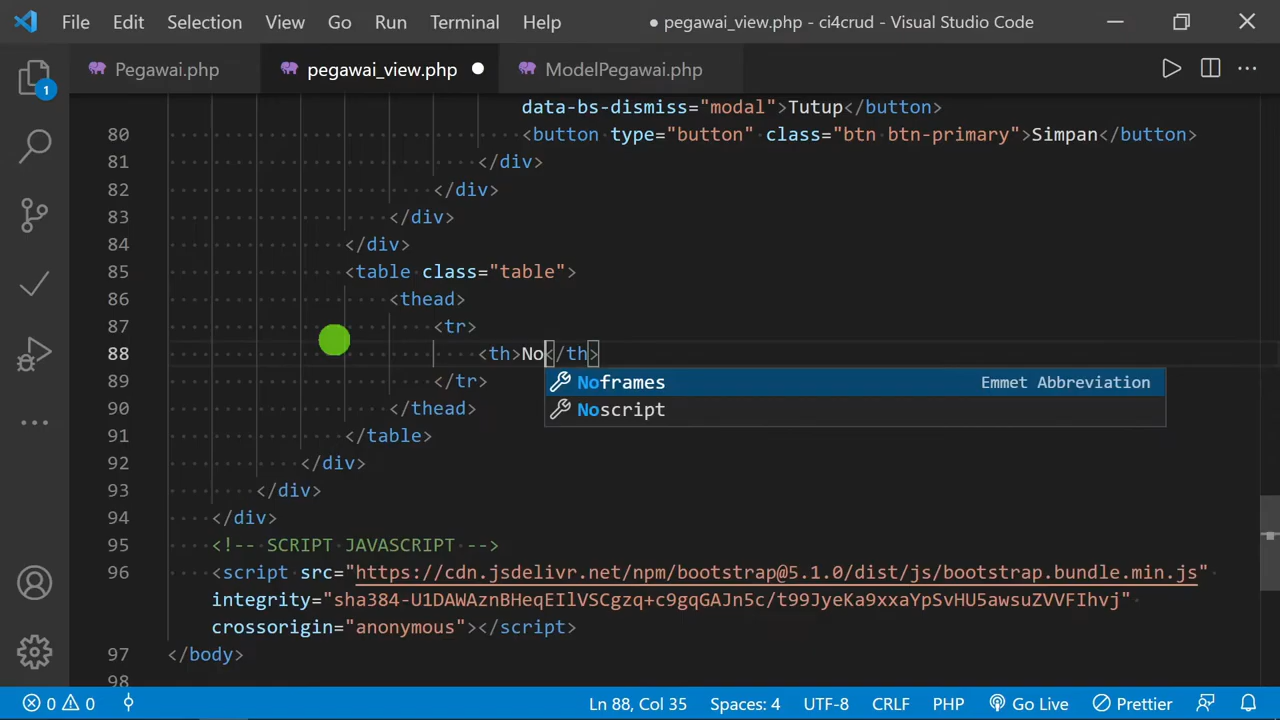 File Edit Selection View Go Run Terminal Help ● pegawai_view.php - ci4crud - Visual Studio Code
Pegawai.php pegawai_view.php ModelPegawai.php
1
data-bs-dismiss="modal">Tutup</button>
80 <button type="button" class="btn btn-primary">Simpan</button>
81 </div>
82 </div>
83 </div>
84 </div>
85 <table class="table">
86 <thead>
87 <tr>
88 <th>No</th>
Noframes Emmet Abbreviation
Noscript
89 </tr>
90 </thead>
91 </table>
92 </div>
93 </div>
94 </div>
95 <!-- SCRIPT JAVASCRIPT -->
96 <script src="https://cdn.jsdelivr.net/npm/bootstrap@5.1.0/dist/js/bootstrap.bundle.min.js"
integrity="sha384-U1DAWAznBHeqEIlVSCgzq+c9gqGAJn5c/t99JyeKa9xxaYpSvHU5awsuZVVFIhvj"
crossorigin="anonymous"></script>
97 </body>
98
0 0 Ln 88, Col 35 Spaces: 4 UTF-8 CRLF PHP Go Live Prettier